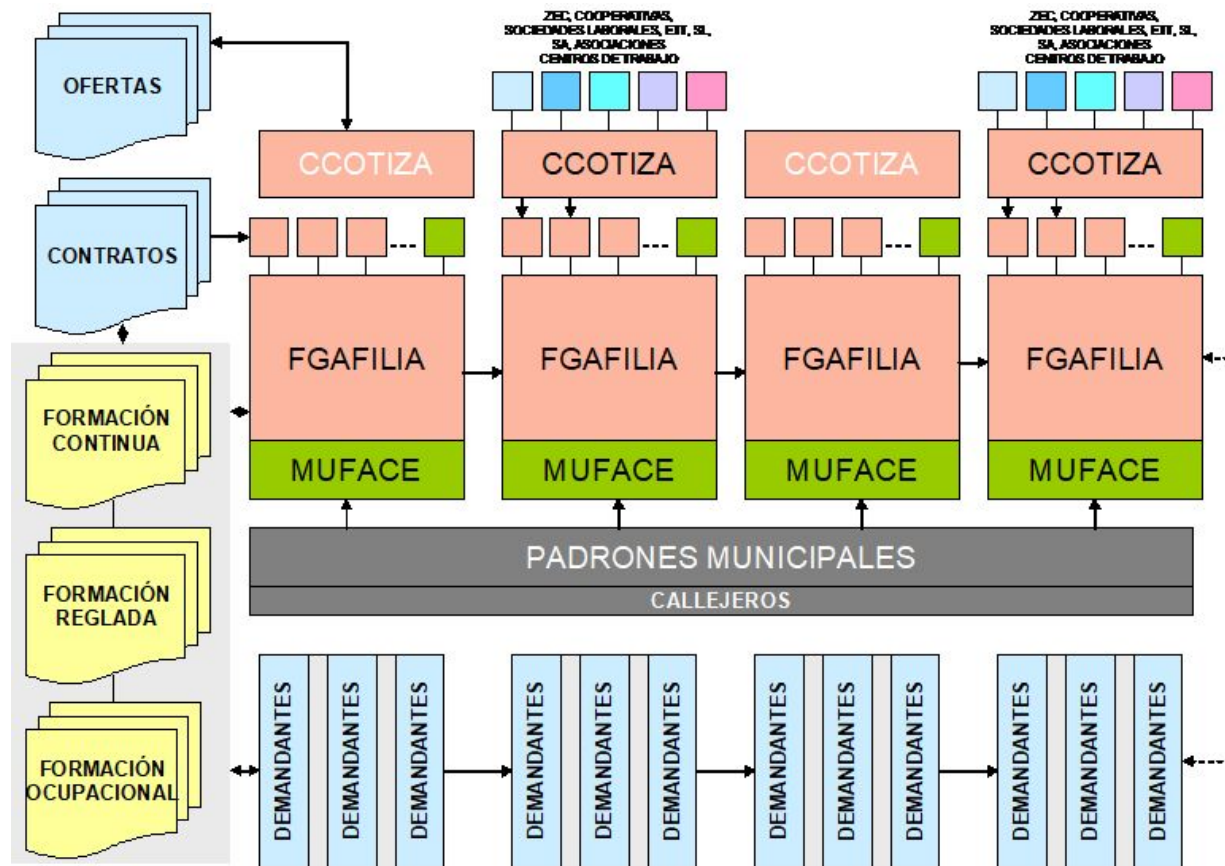 ZEC, COOPERATIVAS,
SOCIEDADES LABORALES, ETT, SL,
SA, ASOCIACIONES
CENTROS DE TRABAJO
ZEC, COOPERATIVAS,
SOCIEDADES LABORALES, ETT, SL,
SA, ASOCIACIONES
CENTROS DE TRABAJO
OFERTAS
CCOTIZA
CCOTIZA
CCOTIZA
CCOTIZA
CONTRATOS
FGAFILIA
FGAFILIA
FGAFILIA
FGAFILIA
FORMACIÓN
CONTINUA
MUFACE
MUFACE
MUFACE
MUFACE
PADRONES MUNICIPALES
CALLEJEROS
FORMACIÓN
REGLADA
FORMACIÓN
OCUPACIONAL
DEMANDANTES
DEMANDANTES
DEMANDANTES
DEMANDANTES
DEMANDANTES
DEMANDANTES
DEMANDANTES
DEMANDANTES
DEMANDANTES
DEMANDANTES
DEMANDANTES
DEMANDANTES